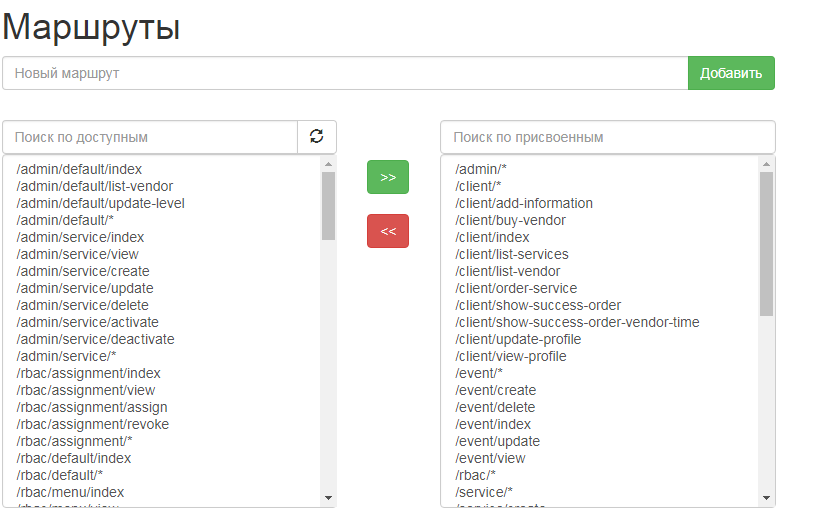 Маршруты
Новый маршрут
Добавить
Поиск по доступным
/admin/default/index
/admin/default/list-vendor
/admin/default/update-level
/admin/default/*
/admin/service/index
/admin/service/view
/admin/service/create
/admin/service/update
/admin/service/delete
/admin/service/activate
/admin/service/deactivate
/admin/service/*
/rbac/assignment/index
/rbac/assignment/view
/rbac/assignment/assign
/rbac/assignment/revoke
/rbac/assignment/*
/rbac/default/index
/rbac/default/*
/rbac/menu/index
/rbac/menu/view
>>
<<
Поиск по присвоенным
/admin/*
/client/*
/client/add-information
/client/buy-vendor
/client/index
/client/list-services
/client/list-vendor
/client/order-service
/client/show-success-order
/client/show-success-order-vendor-time
/client/update-profile
/client/view-profile
/event/*
/event/create
/event/delete
/event/index
/event/update
/event/view
/rbac/*
/service/*
/service/create